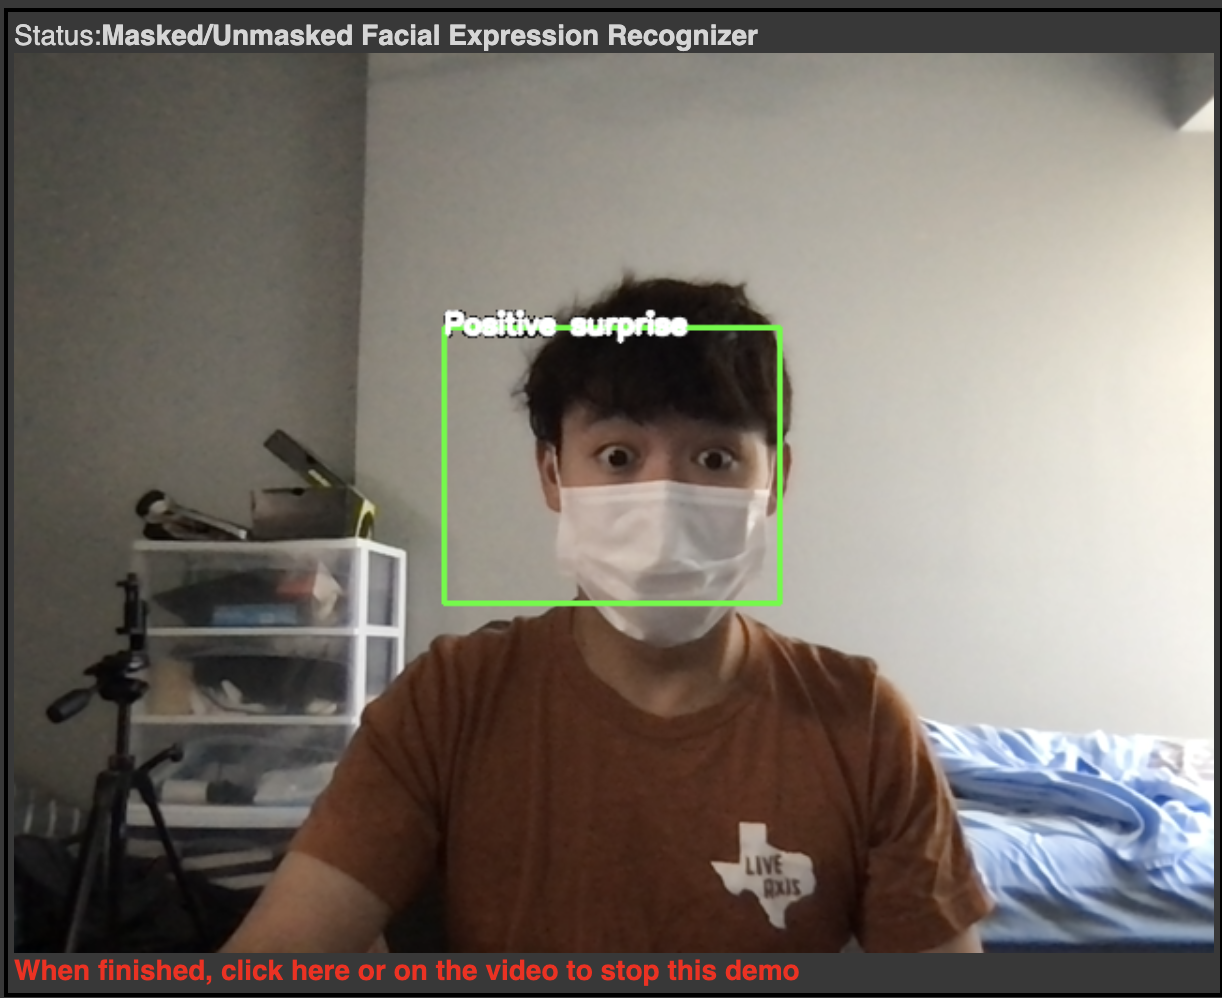 Status:Masked/Unmasked Facial Expression Recognizer
Positive surprise
LIVE
AXIS
When finished, click here or on the video to stop this demo